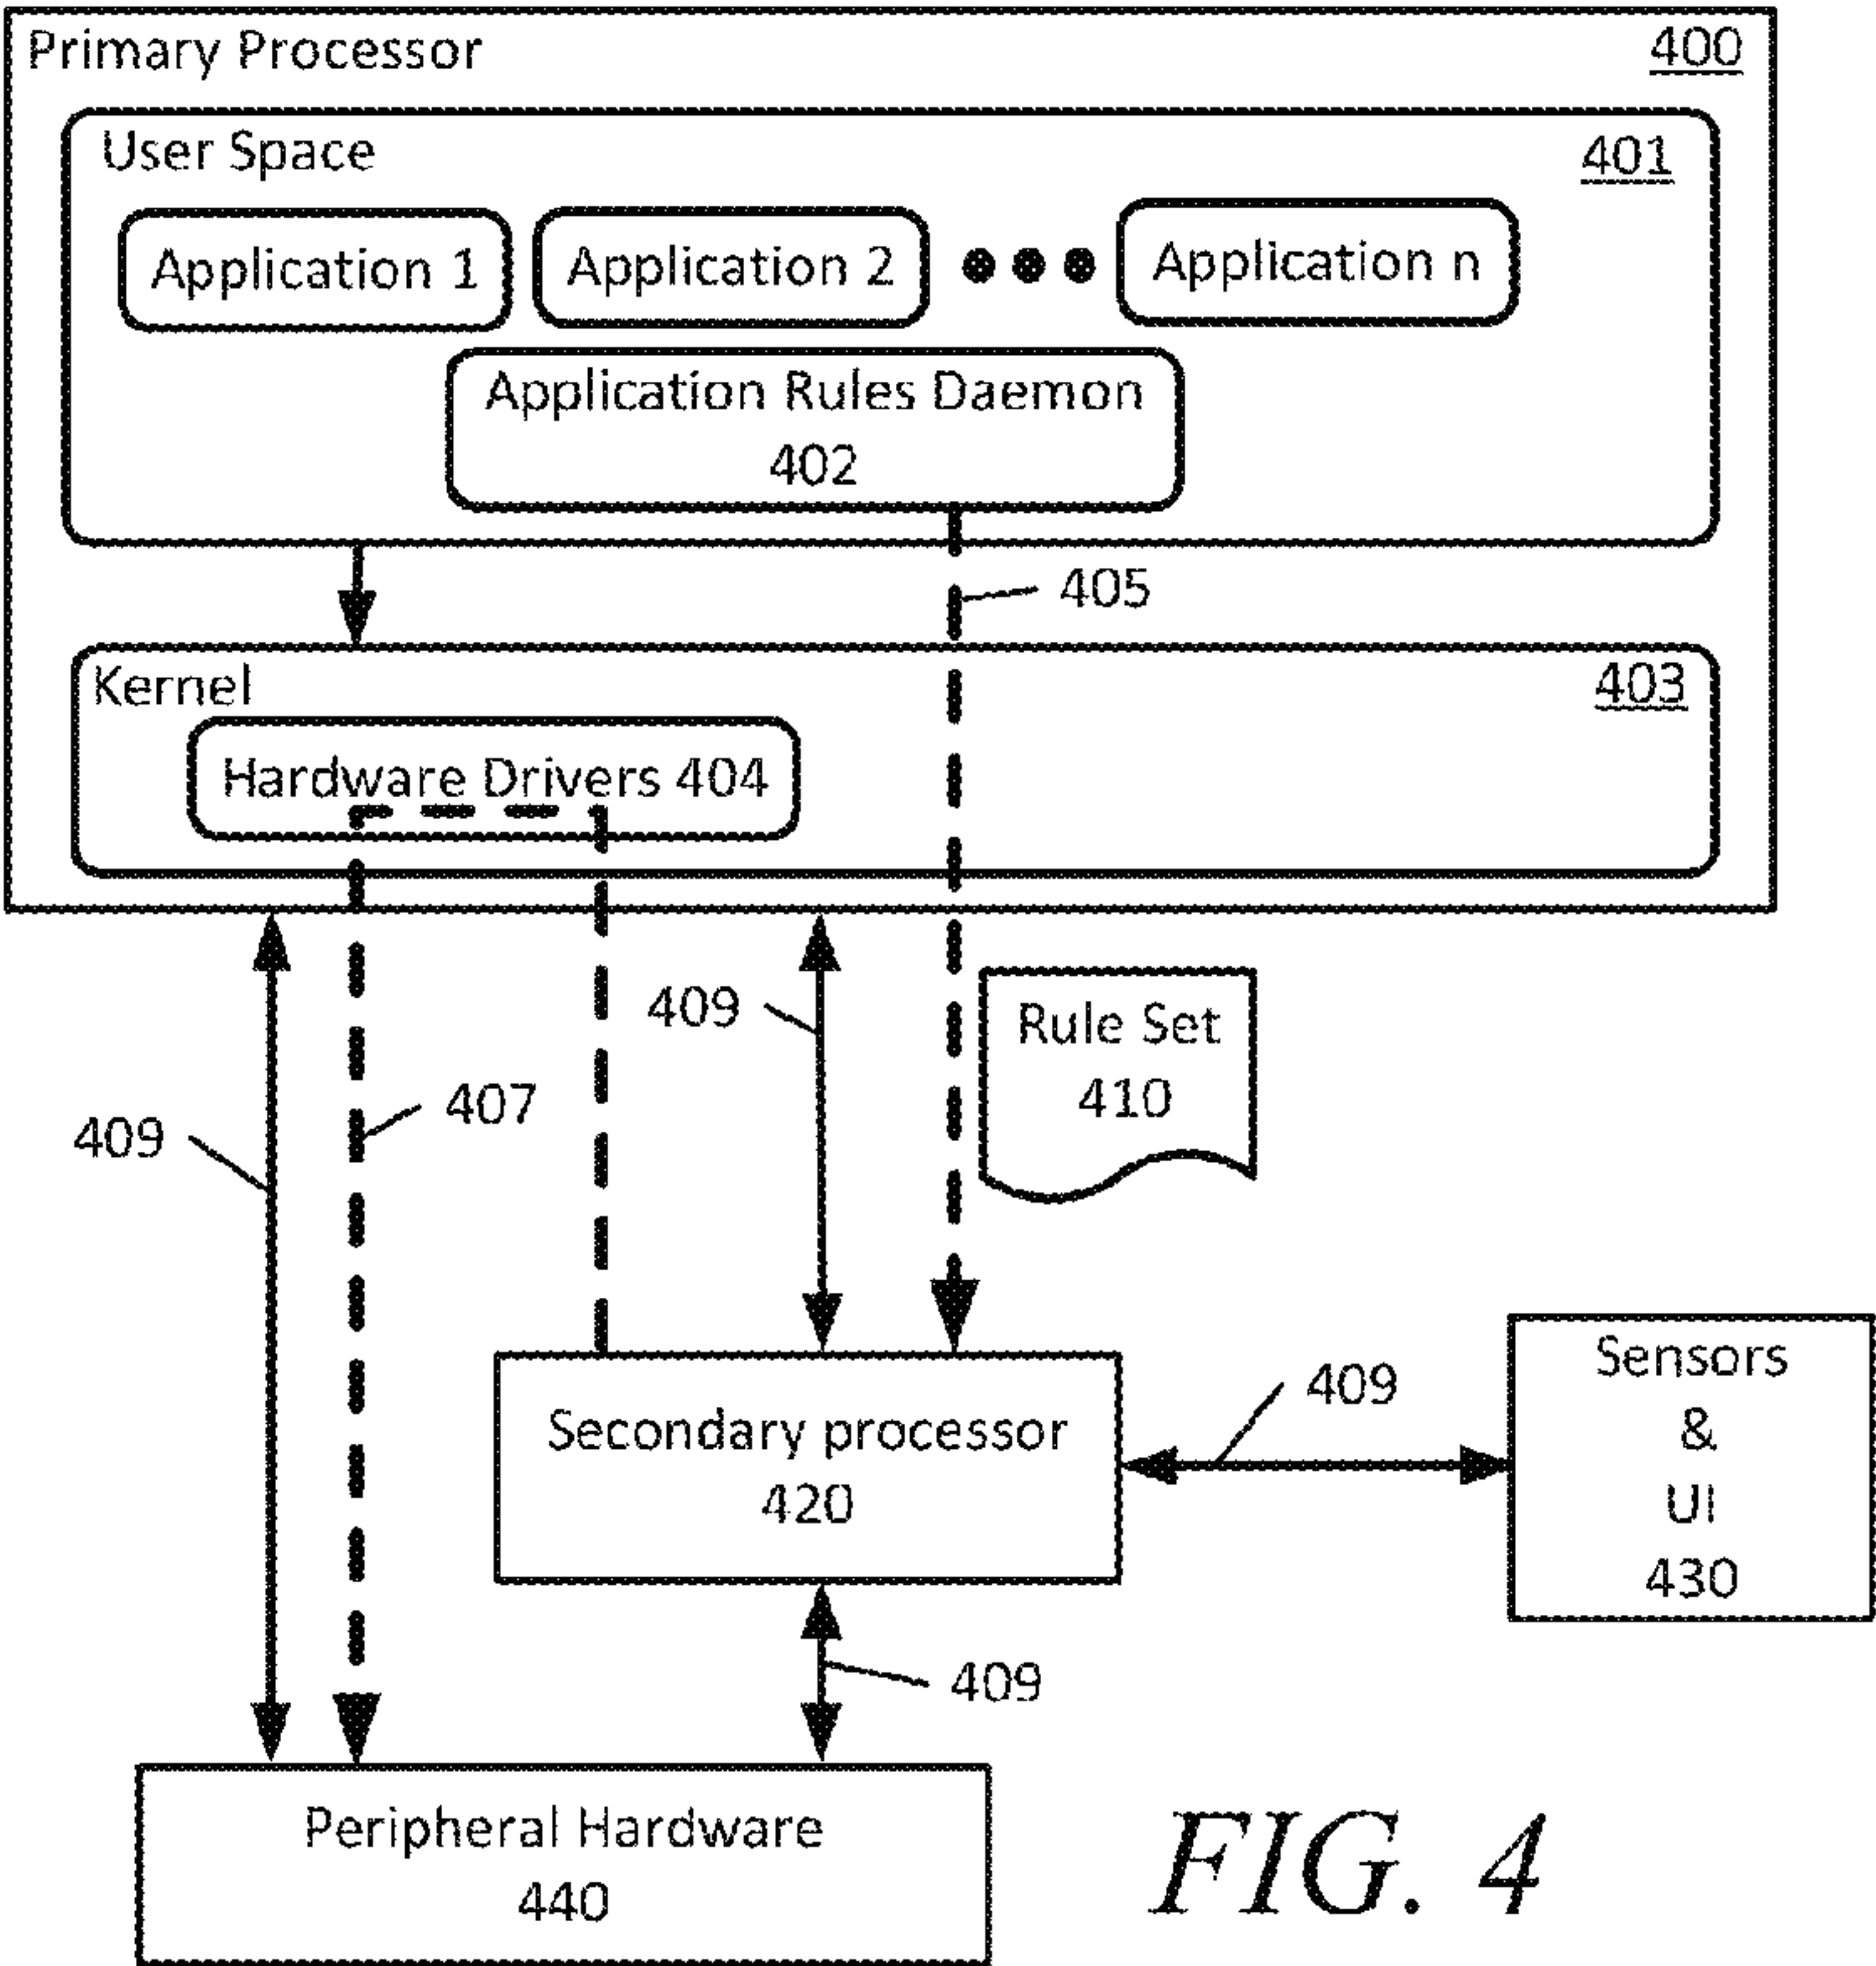 Primary Processor 400
User Space 401
Application 1 Application 2 Application n
Application Rules Daemon
402
405
Kernel 403
Hardware Drivers 404
409
Rule Set
410
407
409
Secondary processor
420
409
Sensors
&
UI
430
409
Peripheral Hardware
440
FIG. 4